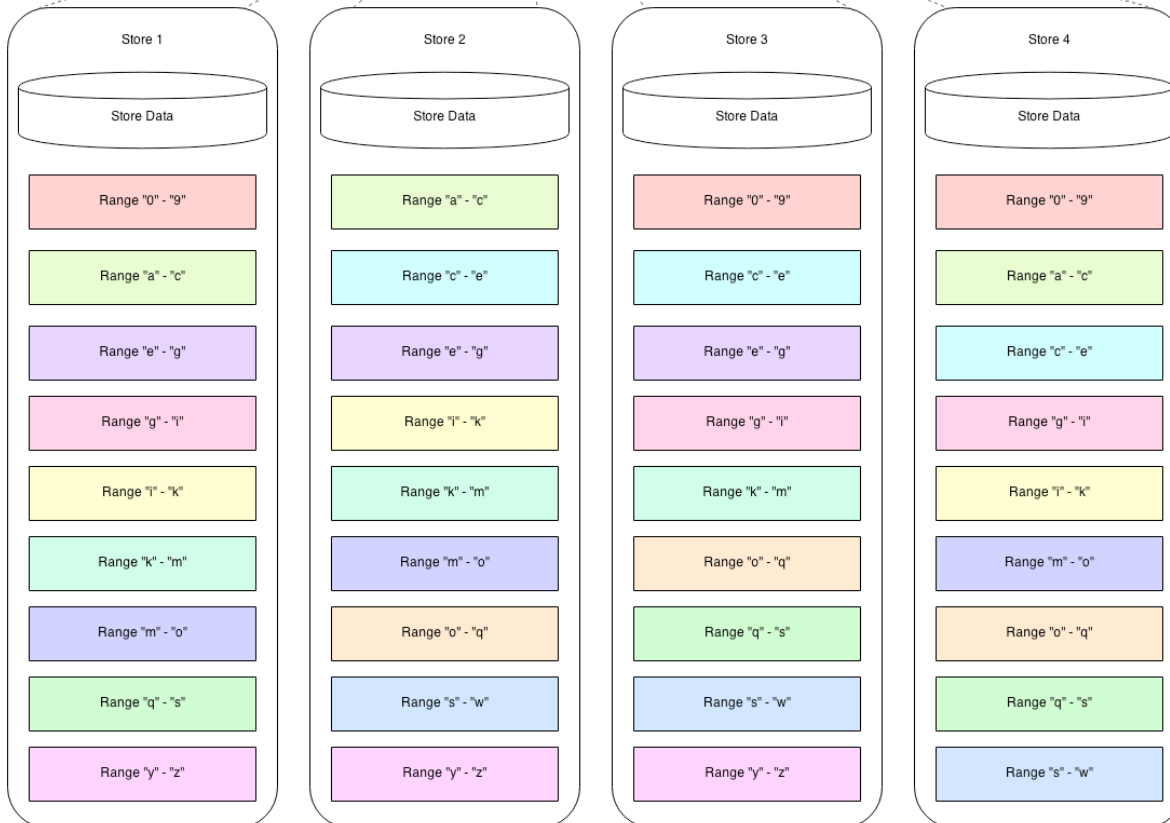 Store 1
Store Data
Range "0" - "9"
Range "a" - "c"
Range "e" - "g"
Range "g" - "i"
Range "i" - "k"
Range "k" - "m"
Range "m" - "o"
Range "q" - "s"
Range "y" - "z"
Store 2
Store Data
Range "a" - "c"
Range "c" - "e"
Range "e" - "g"
Range "i" - "k"
Range "k" - "m"
Range "m" - "o"
Range "o" - "q"
Range "s" - "w"
Range "y" - "z"
Store 3
Store Data
Range "0" - "9"
Range "c" - "e"
Range "e" - "g"
Range "g" - "i"
Range "k" - "m"
Range "o" - "q"
Range "q" - "s"
Range "s" - "w"
Range "y" - "z"
Store 4
Store Data
Range "0" - "9"
Range "a" - "c"
Range "c" - "e"
Range "g" - "i"
Range "i" - "k"
Range "m" - "o"
Range "o" - "q"
Range "q" - "s"
Range "s" - "w"